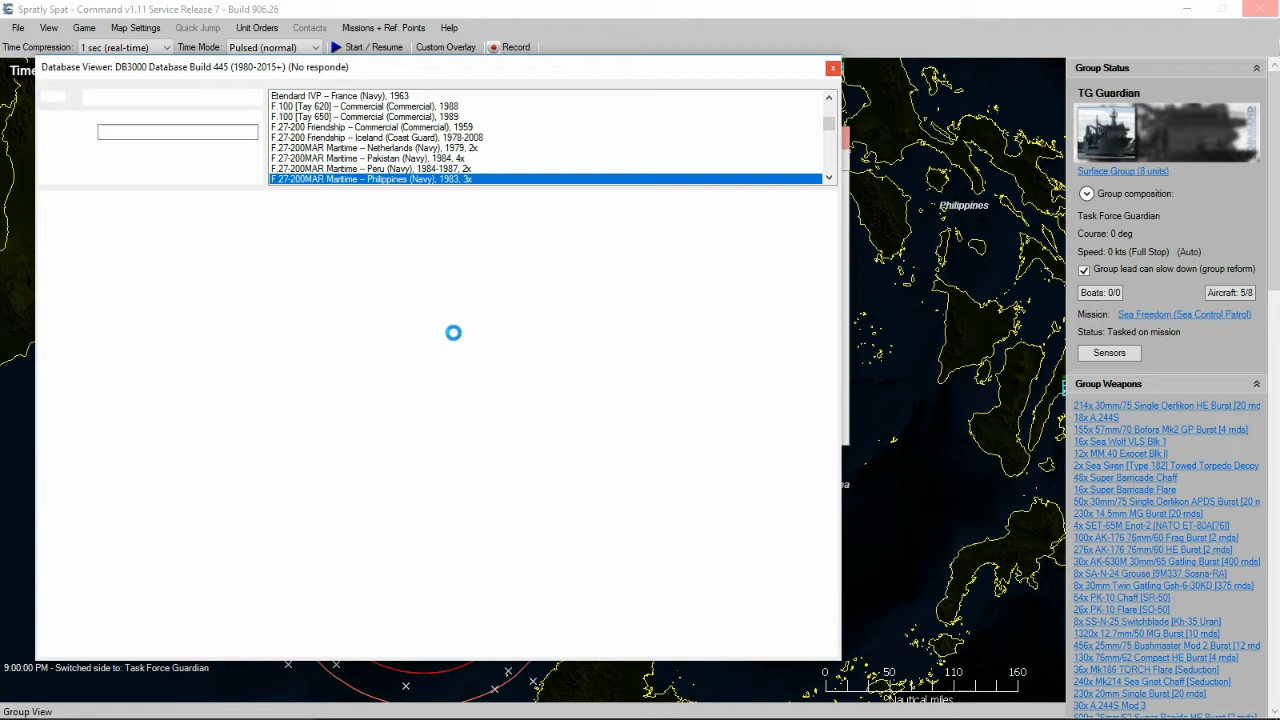 Spratly Spat - Command v1.11 Service Release 7 - Build 906.26
File View Game Map Settings Quick Jump Unit Orders Contacts Missions + Ref. Points Help
Time Compression: 1 sec (real-time) Time Mode: Pulsed (normal) Start / Resume Custom Overlay Record
Time
Database Viewer: DB3000 Database Build 445 (1980-2015+) (No responde)
x
Etendard IVP -- France (Navy), 1963
F.100 [Tay 620] -- Commercial (Commercial), 1988
F.100 [Tay 650] -- Commercial (Commercial), 1989
F.27-200 Friendship -- Commercial (Commercial), 1959
F.27-200 Friendship -- Iceland (Coast Guard), 1978-2008
F.27-200MAR Maritime -- Netherlands (Navy), 1979, 2x
F.27-200MAR Maritime -- Pakistan (Navy), 1984, 4x
F.27-200MAR Maritime -- Peru (Navy), 1984-1987, 2x
F.27-200MAR Maritime -- Philippines (Navy), 1983, 3x
Philippines
ea
9:00:00 PM - Switched side to: Task Force Guardian
0 50 110 160
Nautical miles
Group View
Group Status
TG Guardian
Surface Group (8 units)
Group composition:
Task Force Guardian
Course: 0 deg
Speed: 0 kts (Full Stop) (Auto)
Group lead can slow down (group reform)
Boats: 0/0 Aircraft: 5/8
Mission: Sea Freedom (Sea Control Patrol)
Status: Tasked on mission
Sensors
Group Weapons
214x 30mm/75 Single Oerlikon HE Burst [20 rnd
18x A.244S
155x 57mm/70 Bofors Mk2 GP Burst [4 rnds]
16x Sea Wolf VLS Blk 1
12x MM.40 Exocet Blk II
2x Sea Siren [Type 182] Towed Torpedo Decoy
48x Super Barricade Chaff
16x Super Barricade Flare
50x 30mm/75 Single Oerlikon APDS Burst [20 rn
230x 14.5mm MG Burst [20 rnds]
4x SET-65M Enot-2 [NATO ET-80A[76]]
100x AK-176 76mm/60 Frag Burst [2 rnds]
276x AK-176 76mm/60 HE Burst [2 rnds]
30x AK-630M 30mm/65 Gatling Burst [400 rnds]
8x SA-N-24 Grouse [9M337 Sosna-RA]
8x 30mm Twin Gatling Gsh-6-30KD [375 rnds]
54x PK-10 Chaff [SR-50]
26x PK-10 Flare [SO-50]
8x SS-N-25 Switchblade [Kh-35 Uran]
1320x 12.7mm/50 MG Burst [10 rnds]
456x 25mm/75 Bushmaster Mod 2 Burst [12 rnd
130x 76mm/62 Compact HE Burst [4 rnds]
36x Mk186 TORCH Flare [Seduction]
240x Mk214 Sea Gnat Chaff [Seduction]
230x 20mm Single Burst [20 rnds]
30x A.244S Mod 3